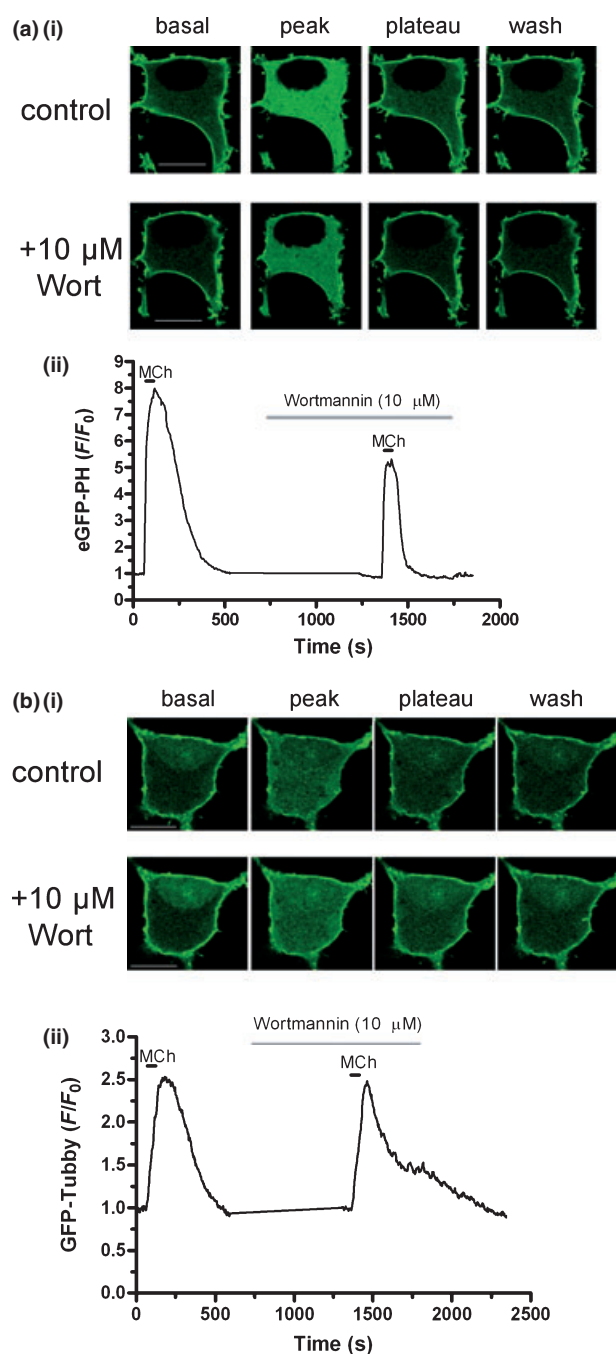 (a) (i) basal peak plateau wash
control
+10 μM
Wort
(ii)
9
8
7
6
5
4
3
2
1
0
eGFP-PH (F/F0)
MCh
Wortmannin (10 μM)
MCh
0 500 1000 1500 2000
Time (s)
(b) (i) basal peak plateau wash
control
+10 μM
Wort
(ii)
3.0
2.5
2.0
1.5
1.0
0.5
0.0
GFP-Tubby (F/F0)
Wortmannin (10 μM)
MCh
MCh
0 500 1000 1500 2000 2500
Time (s)